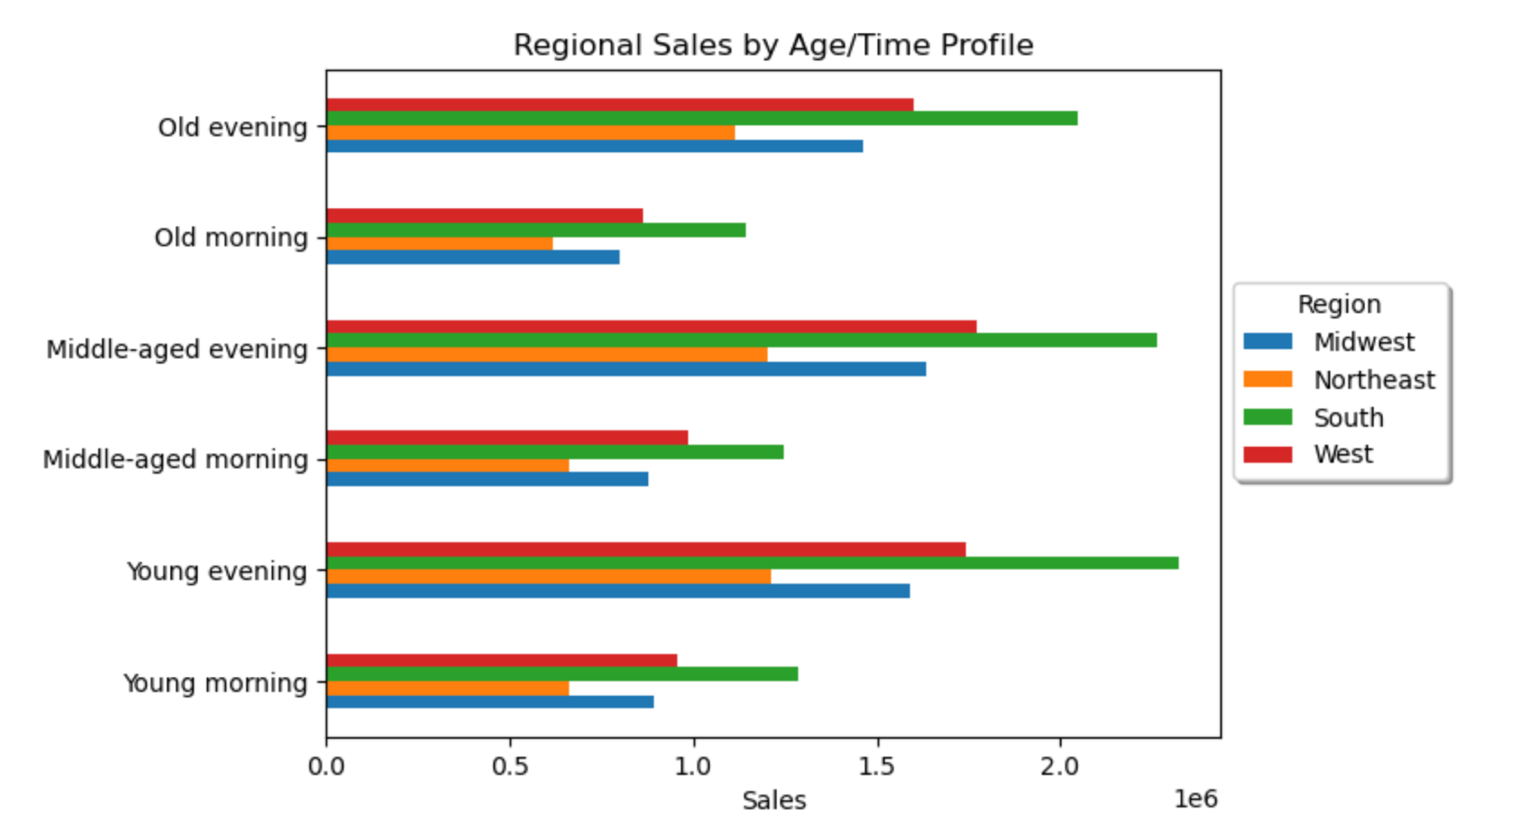 Regional Sales by Age/Time Profile
Old evening
Old morning
Middle-aged evening
Middle-aged morning
Young evening
Young morning
0.0 0.5 1.0 1.5 2.0
Sales
1e6
Region
Midwest
Northeast
South
West